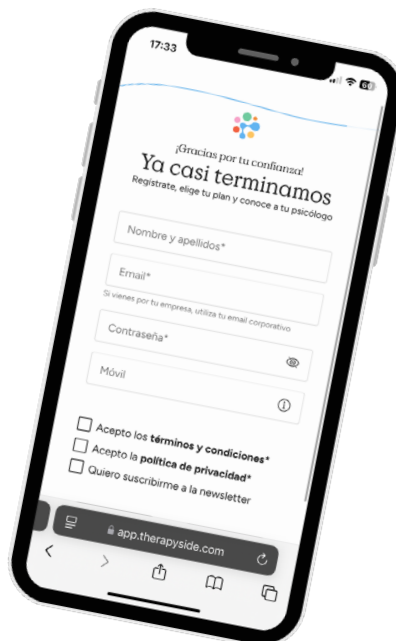 17:33
¡Gracias por tu confianza!
Ya casi terminamos
Regístrate, elige tu plan y conoce a tu psicólogo
Nombre y apellidos*
Email*
Si vienes por tu empresa, utiliza tu email corporativo
Contraseña*
Móvil
Acepto los términos y condiciones*
Acepto la política de privacidad*
Quiero suscribirme a la newsletter
app.therapyside.com